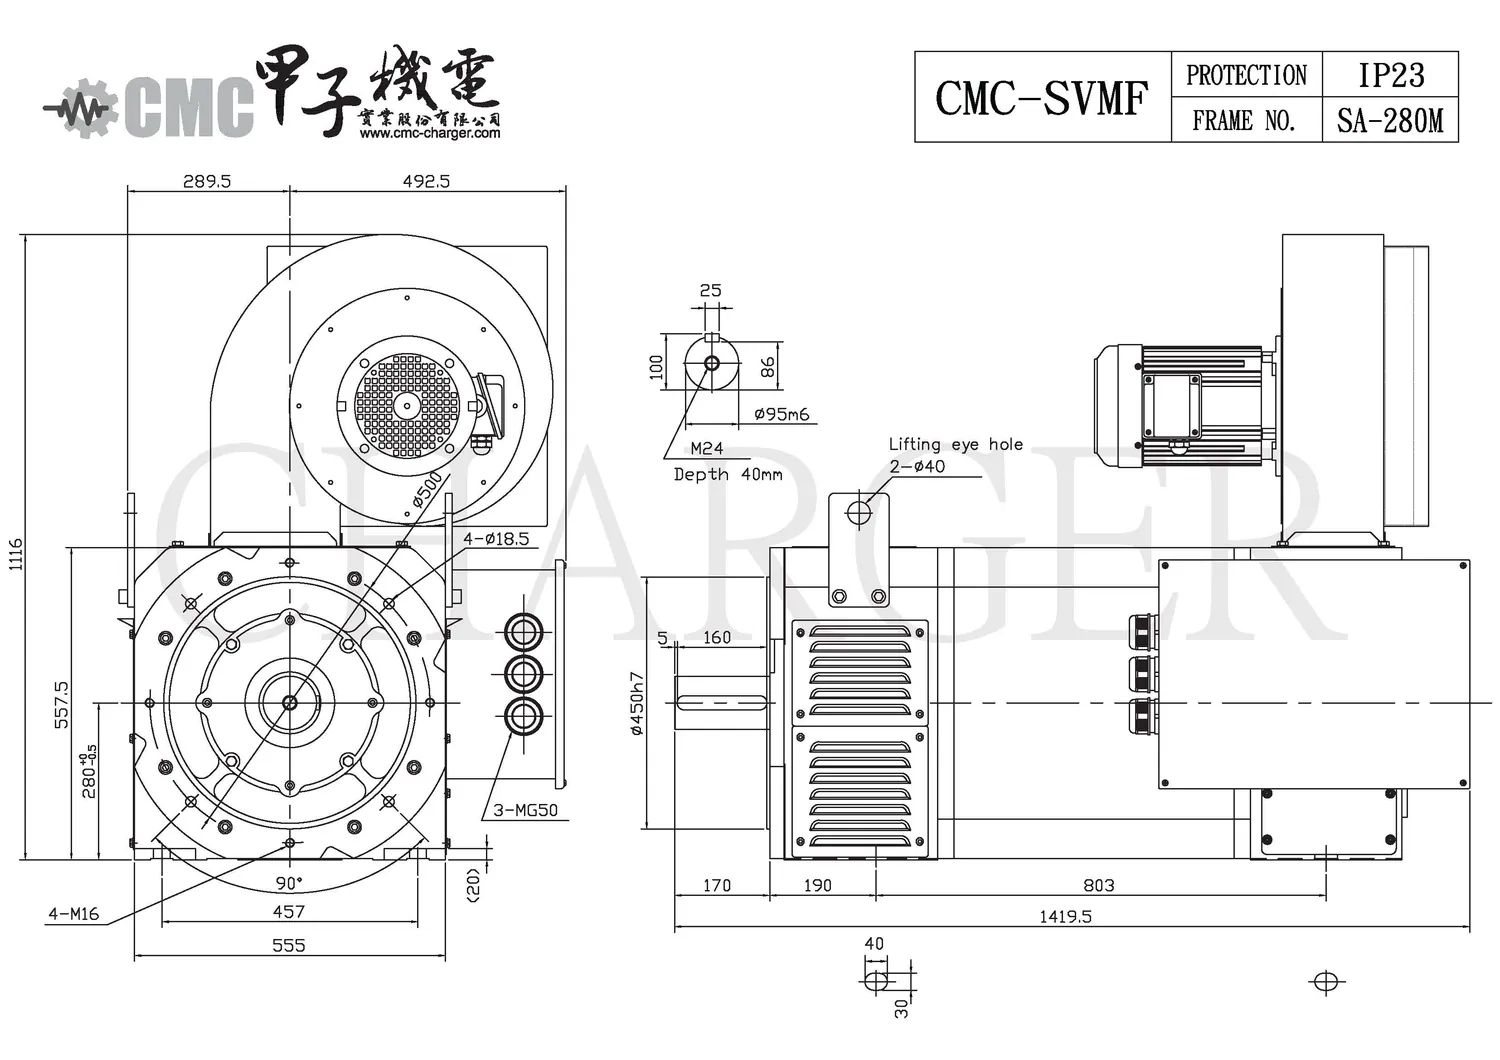 CMC 甲子機電
實業股份有限公司
www.cmc-charger.com
CMC-SVMF
PROTECTION
IP23
FRAME NO.
SA-280M
289.5
492.5
1116
557.5
280+0-0.5
Ø500
4-Ø18.5
3-MG50
(20)
90°
4-M16
457
555
25
100
86
Ø95m6
M24
Depth 40mm
Lifting eye hole
2-Ø40
5
160
Ø450h7
170
190
803
1419.5
40
30
CHARGER